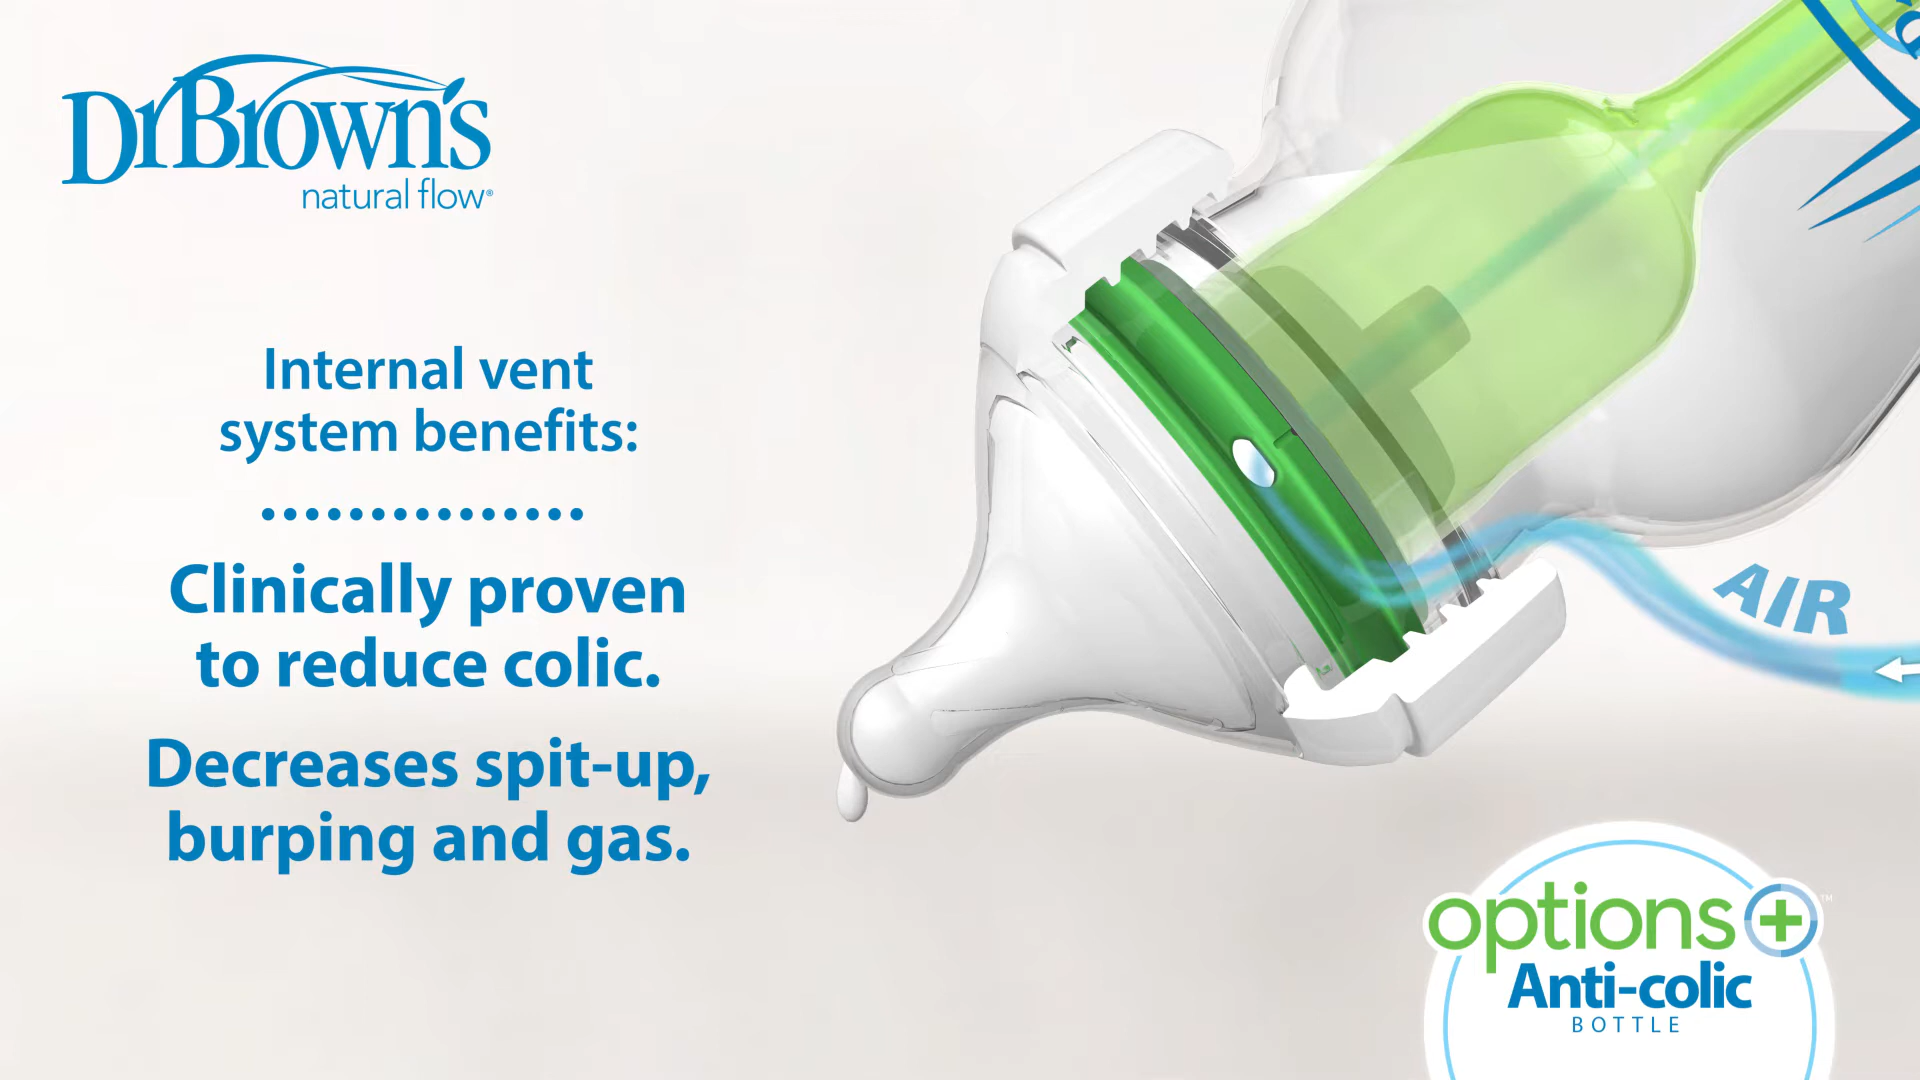 DrBrown's
natural flow®
Internal vent
system benefits:
Clinically proven
to reduce colic.
Decreases spit-up,
burping and gas.
AIR
options+™
Anti-colic
BOTTLE